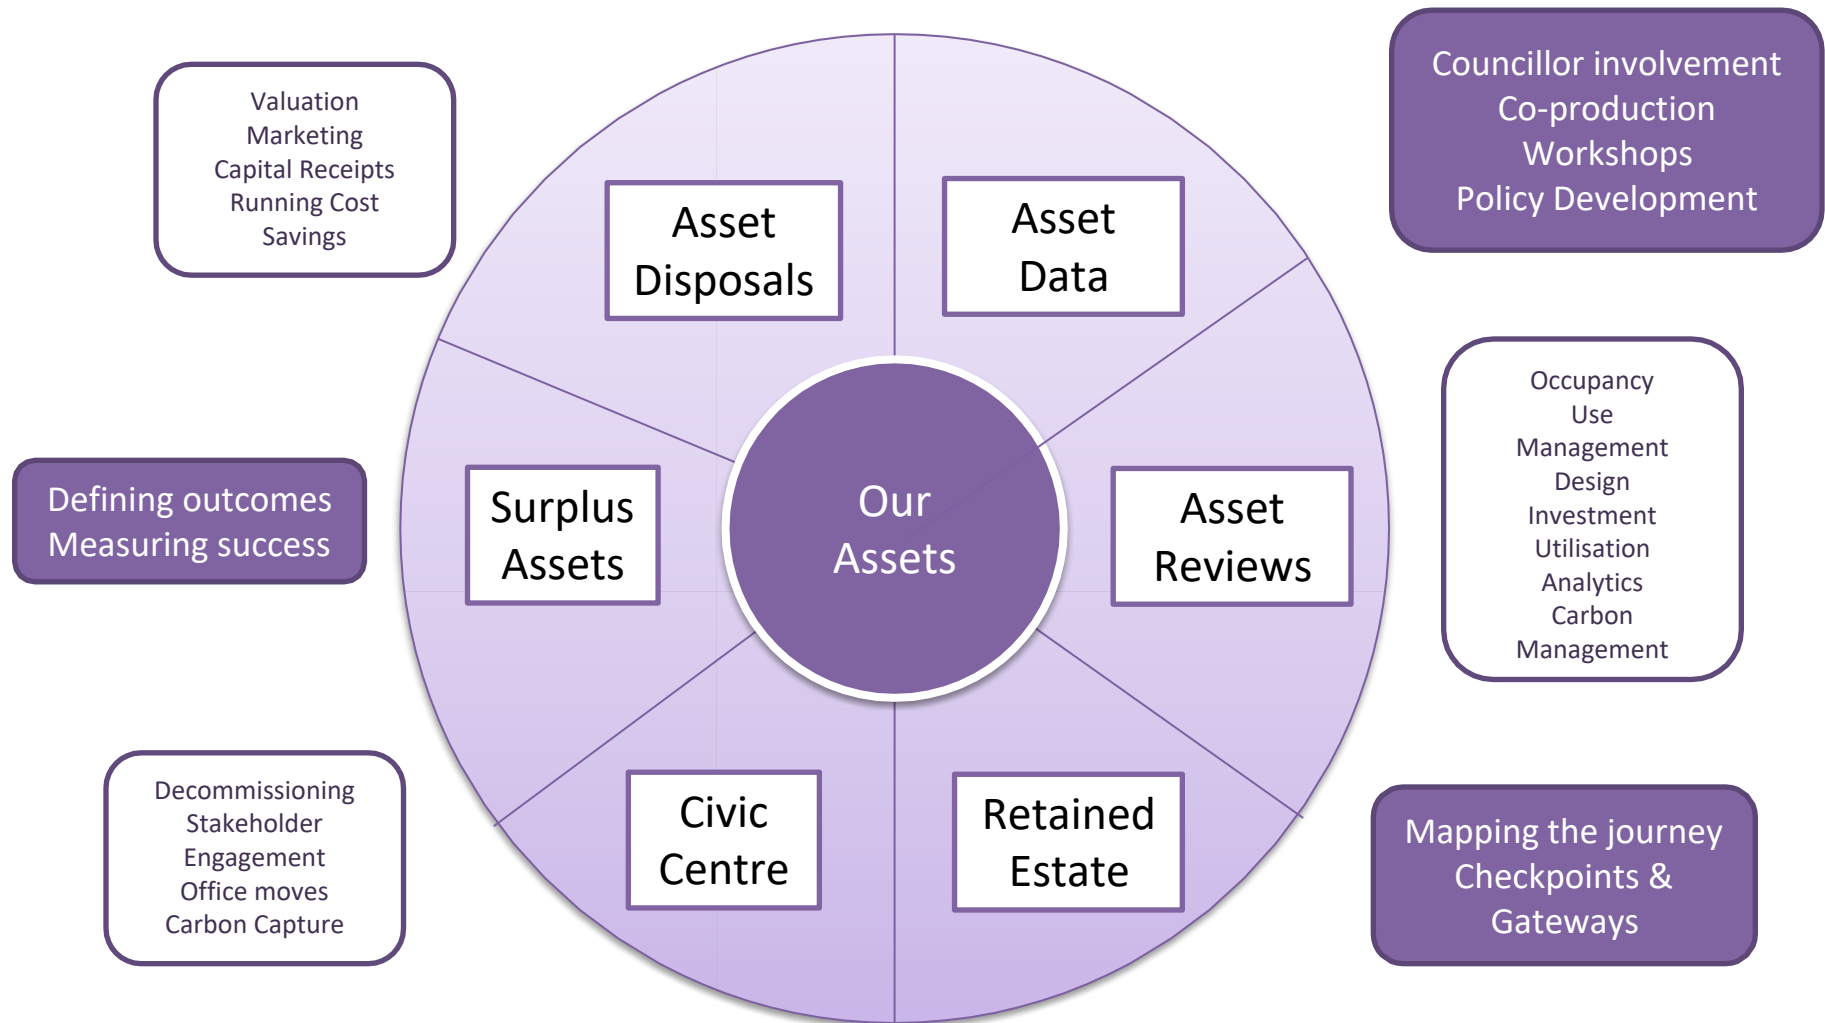 Valuation
Marketing
Capital Receipts
Running Cost
Savings
Asset
Disposals
Asset
Data
Councillor involvement
Co-production
Workshops
Policy Development
Defining outcomes
Measuring success
Surplus
Assets
Our
Assets
Asset
Reviews
Occupancy
Use
Management
Design
Investment
Utilisation
Analytics
Carbon
Management
Decommissioning
Stakeholder
Engagement
Office moves
Carbon Capture
Civic
Centre
Retained
Estate
Mapping the journey
Checkpoints &
Gateways